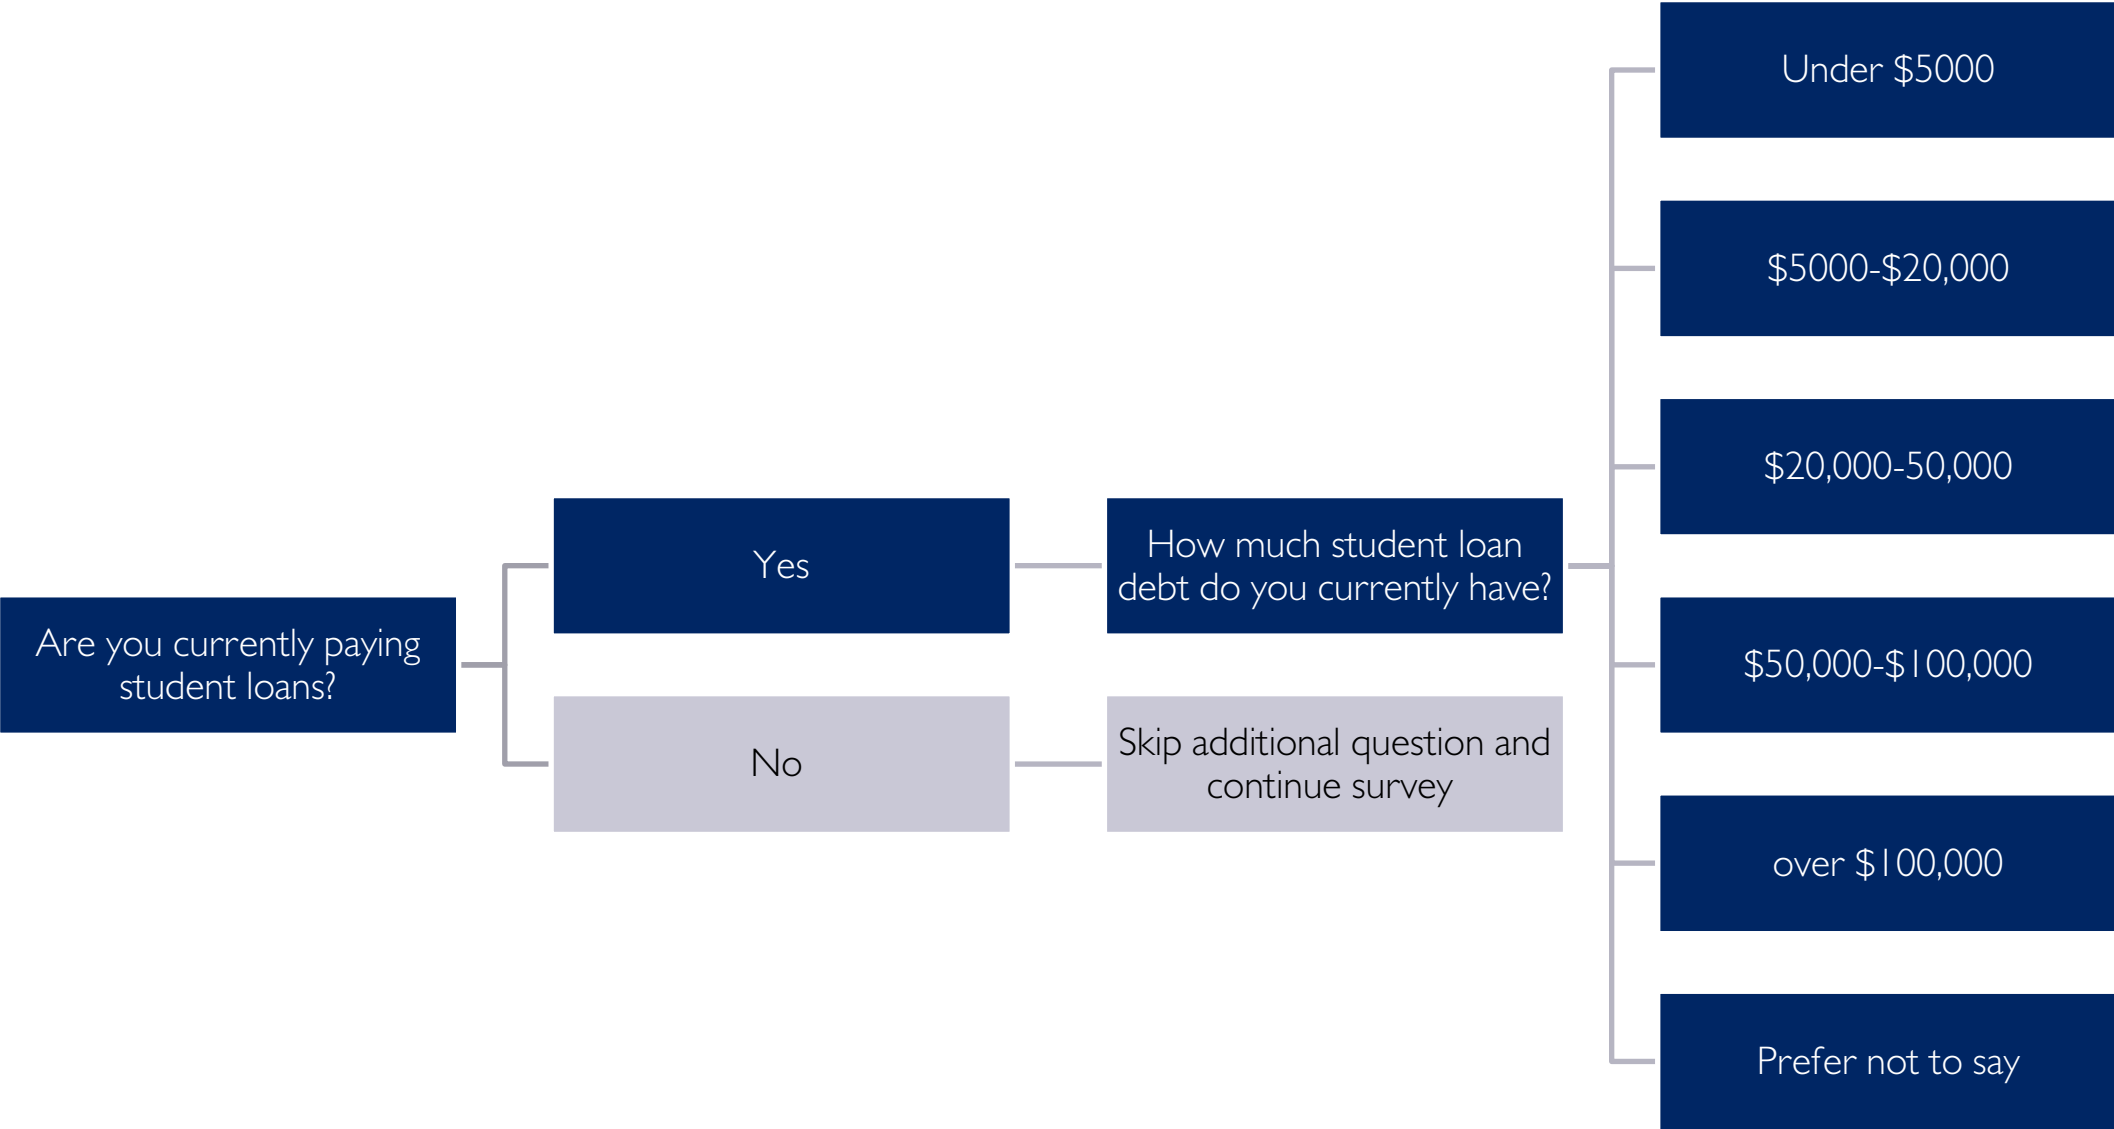 Are you currently paying
student loans?
Yes
No
How much student loan
debt do you currently have?
Skip additional question and
continue survey
Under $5000
$5000-$20,000
$20,000-50,000
$50,000-$100,000
over $100,000
Prefer not to say